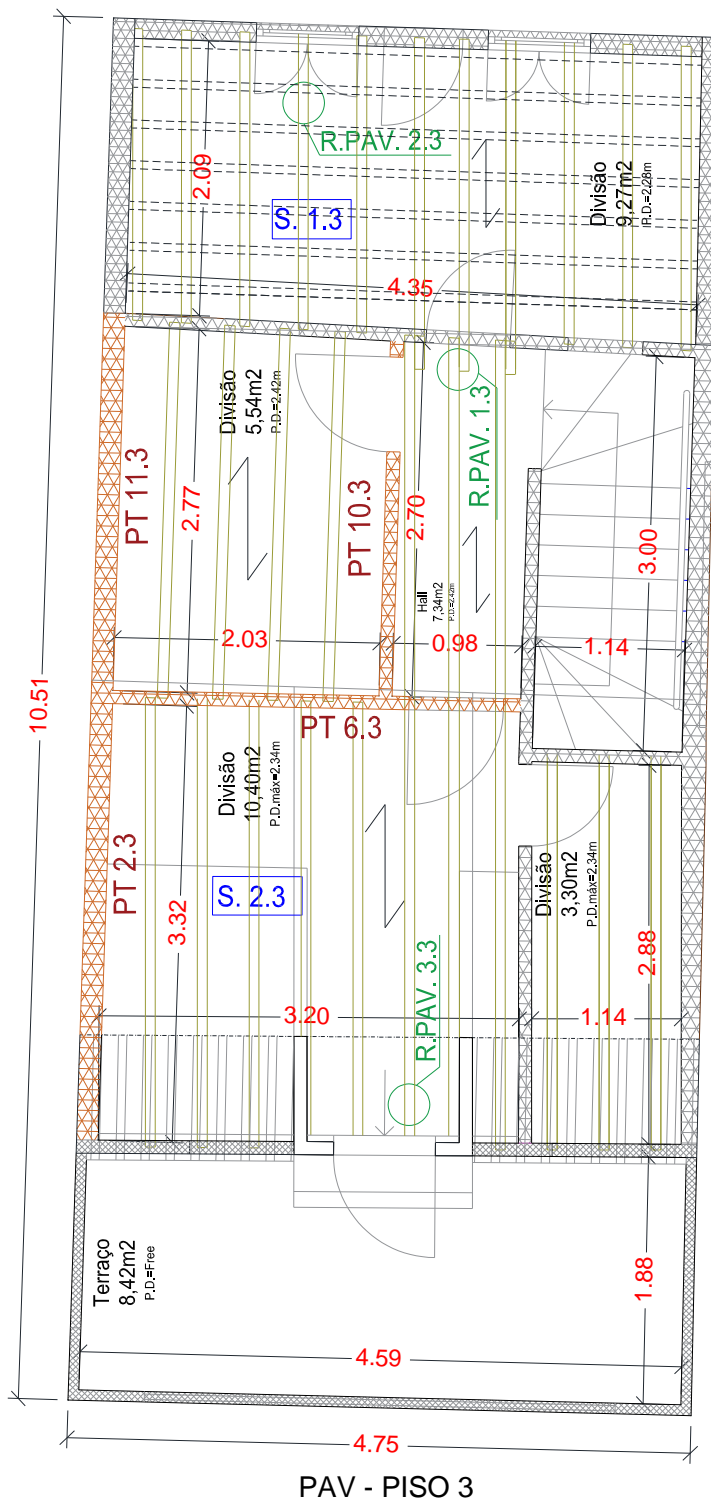 R.PAV. 2.3
2.09
Divisão
9,27m2
P.D.=2.28m
S. 1.3
4.35
Divisão
5,54m2
P.D.=2.42m
R.PAV. 1.3
PT 11.3
PT 10.3
2.77
2.70
3.00
Hall
7,34m2
P.D.=2.42m
2.03
0.98
1.14
10.51
PT 6.3
Divisão
10,40m2
P.D.máx=2.34m
PT 2.3
S. 2.3
Divisão
3,30m2
P.D.máx=2.34m
3.32
2.88
R.PAV. 3.3
3.20
1.14
Terraço
8,42m2
P.D.=Free
1.88
4.59
4.75
PAV - PISO 3